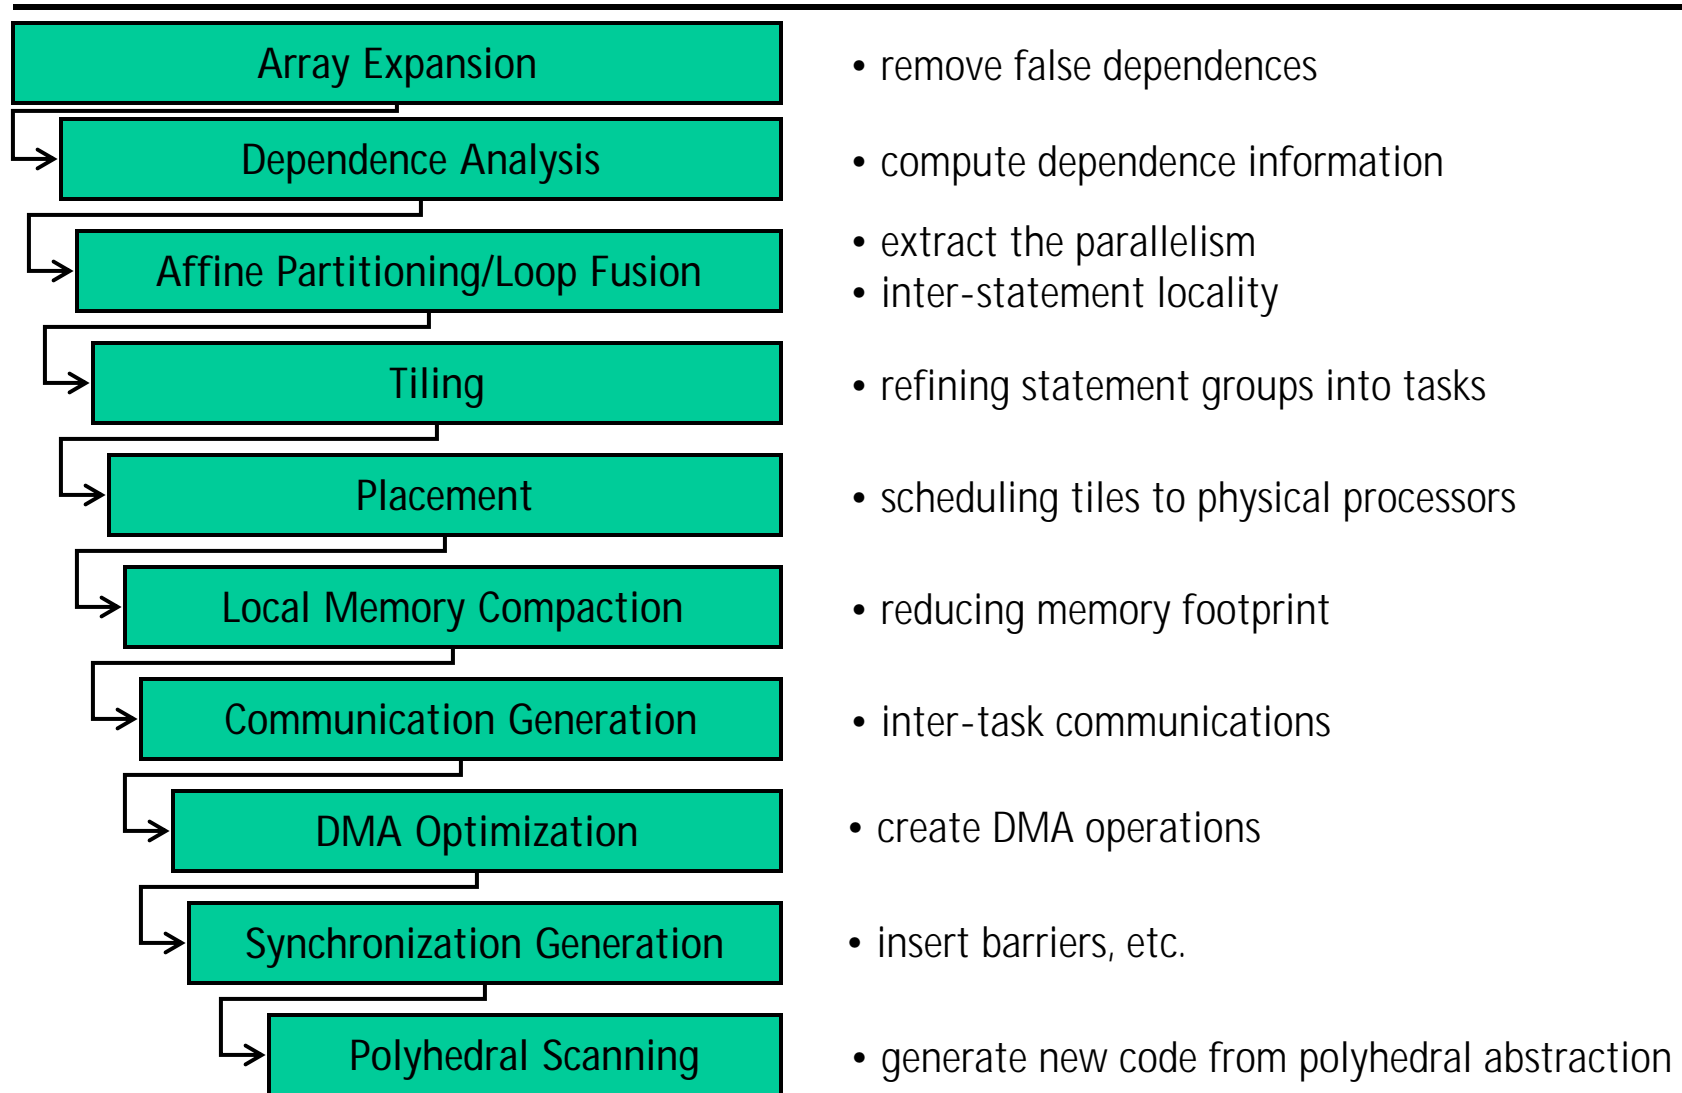 Array Expansion
• remove false dependences
Dependence Analysis
• compute dependence information
Affine Partitioning/Loop Fusion
• extract the parallelism
• inter-statement locality
Tiling
• refining statement groups into tasks
Placement
• scheduling tiles to physical processors
Local Memory Compaction
• reducing memory footprint
Communication Generation
• inter-task communications
DMA Optimization
• create DMA operations
Synchronization Generation
• insert barriers, etc.
Polyhedral Scanning
• generate new code from polyhedral abstraction